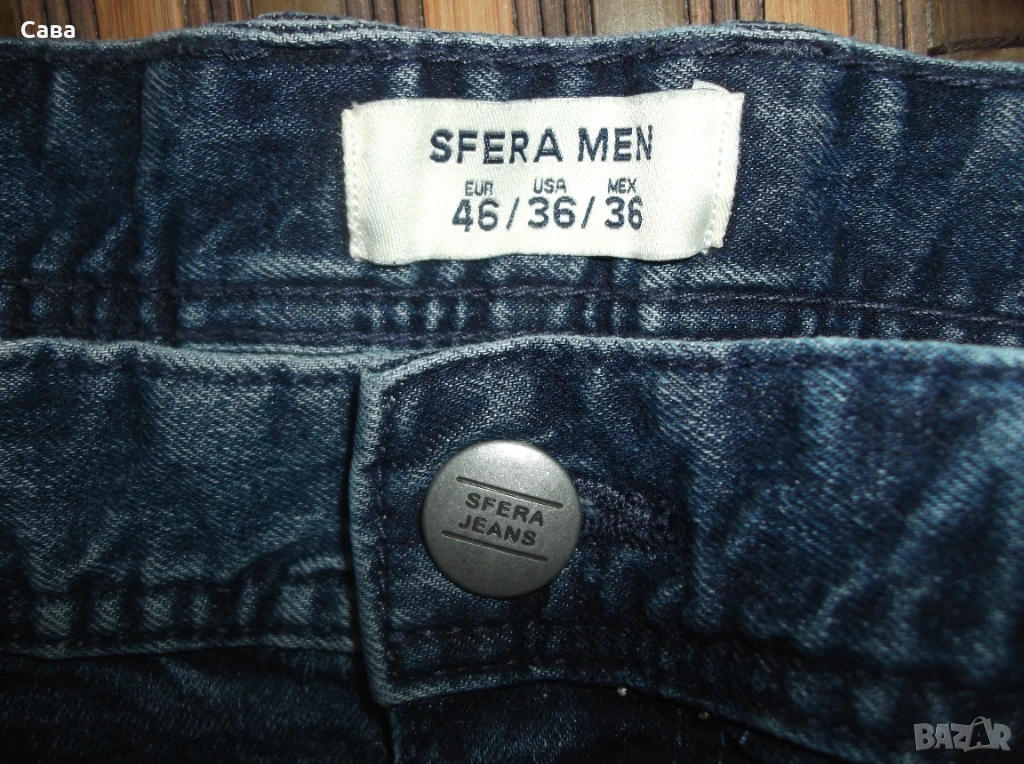 Сава
SFERA MEN
EUR USA MEX
46/36/36
SFERA
JEANS
BAZAR